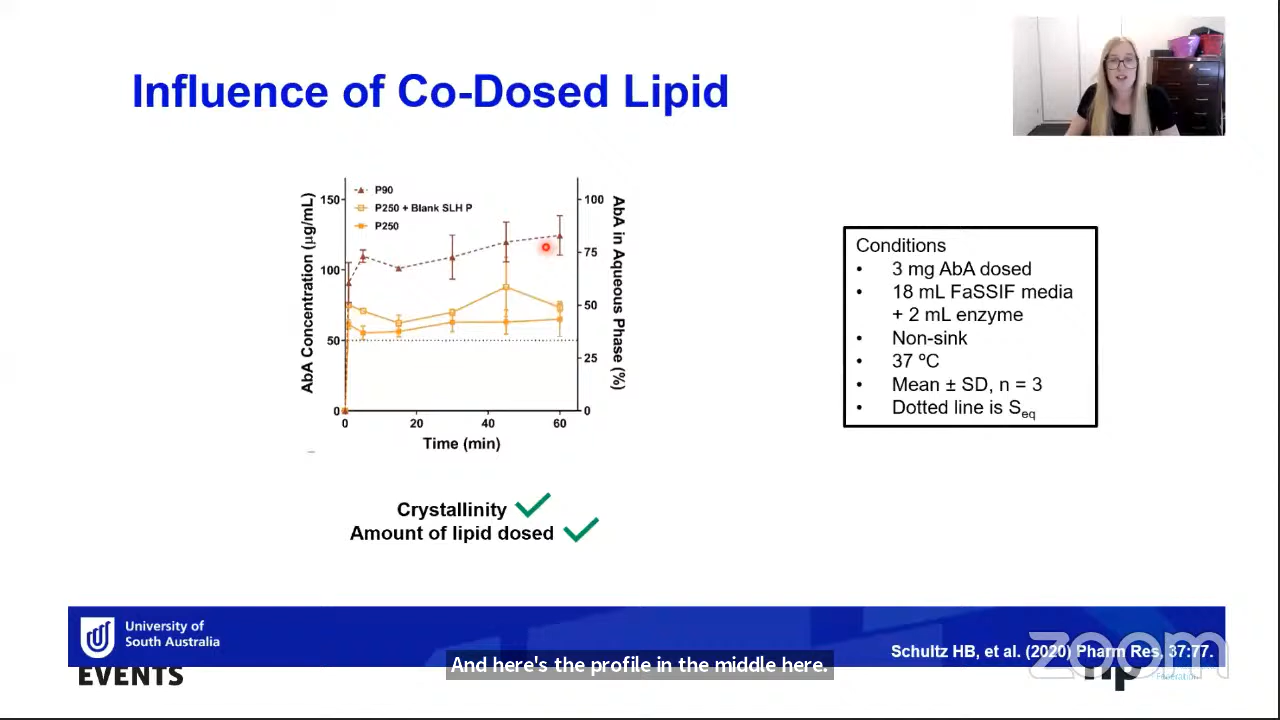 Influence of Co-Dosed Lipid
P90
P250 + Blank SLH P
P250
150
100
50
0
100
75
50
25
0
0
20
40
60
AbA Concentration (µg/mL)
AbA in Aqueous Phase (%)
Time (min)
Crystallinity
Amount of lipid dosed
Conditions
• 3 mg AbA dosed
• 18 mL FaSSIF media
+ 2 mL enzyme
• Non-sink
• 37 ºC
• Mean ± SD, n = 3
• Dotted line is Seq
University of
South Australia
Schultz HB, et al. (2020) Pharm Res, 37:77.
zoom
EVENTS
And here's the profile in the middle here.
Federation